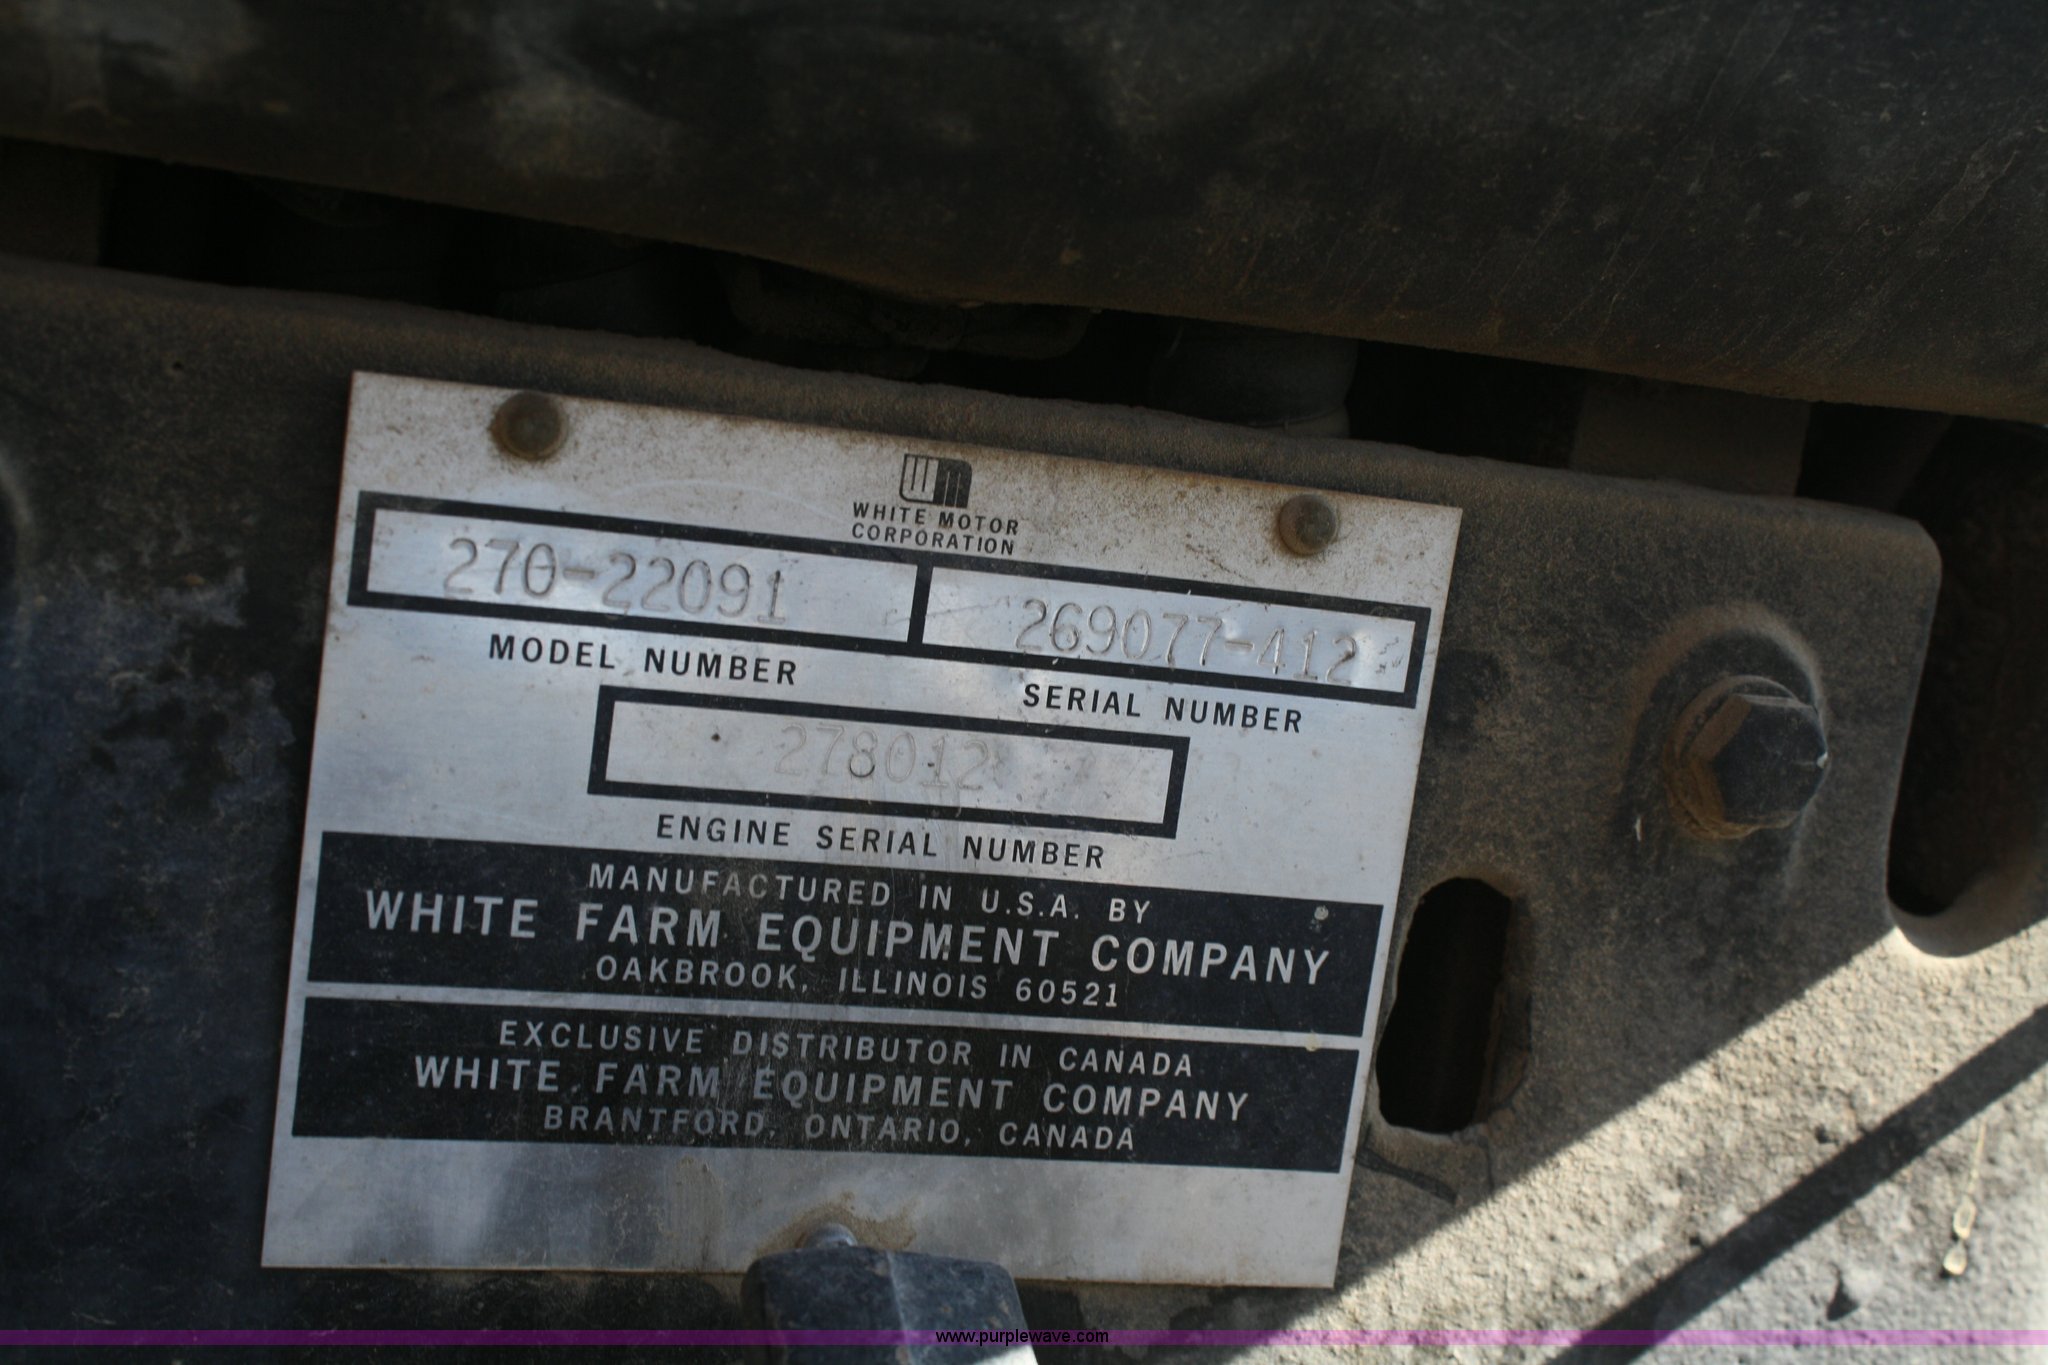 WHITE MOTOR
CORPORATION
270-22091 269077-412
MODEL NUMBER SERIAL NUMBER
278012
ENGINE SERIAL NUMBER
MANUFACTURED IN U.S.A. BY
WHITE FARM EQUIPMENT COMPANY
OAKBROOK, ILLINOIS 60521
EXCLUSIVE DISTRIBUTOR IN CANADA
WHITE FARM EQUIPMENT COMPANY
BRANTFORD, ONTARIO, CANADA
www.purplewave.com